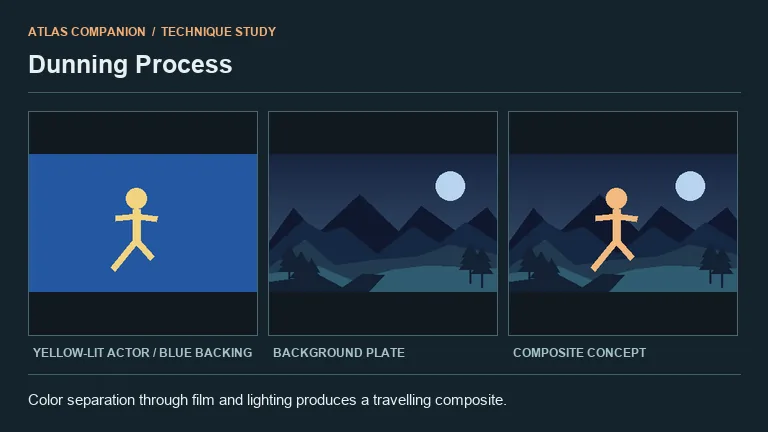 ATLAS COMPANION / TECHNIQUE STUDY
Dunning Process
YELLOW-LIT ACTOR / BLUE BACKING
BACKGROUND PLATE
COMPOSITE CONCEPT
Color separation through film and lighting produces a travelling composite.